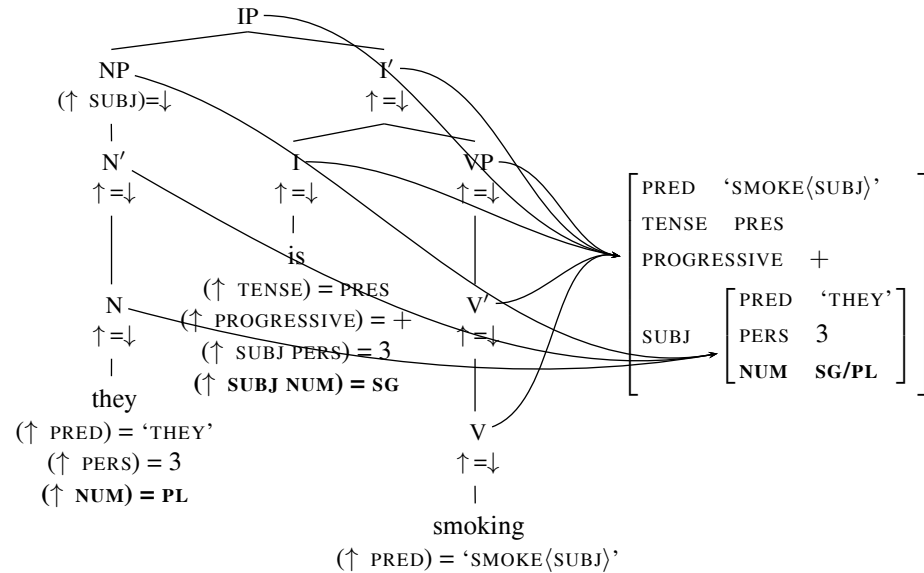 IP
NP I′
(↑ SUBJ)=↓ ↑=↓
N′ I VP
↑=↓ ↑=↓ ↑=↓
is
(↑ TENSE) = PRES
N V′
↑=↓ (↑ PROGRESSIVE) = + ↑=↓
(↑ SUBJ PERS) = 3
(↑ SUBJ NUM) = SG
they
(↑ PRED) = ‘THEY’ V
(↑ PERS) = 3 ↑=↓
(↑ NUM) = PL
smoking
(↑ PRED) = ‘SMOKE⟨SUBJ⟩’
PRED ‘SMOKE⟨SUBJ⟩’
TENSE PRES
PROGRESSIVE +
PRED ‘THEY’
SUBJ PERS 3
NUM SG/PL